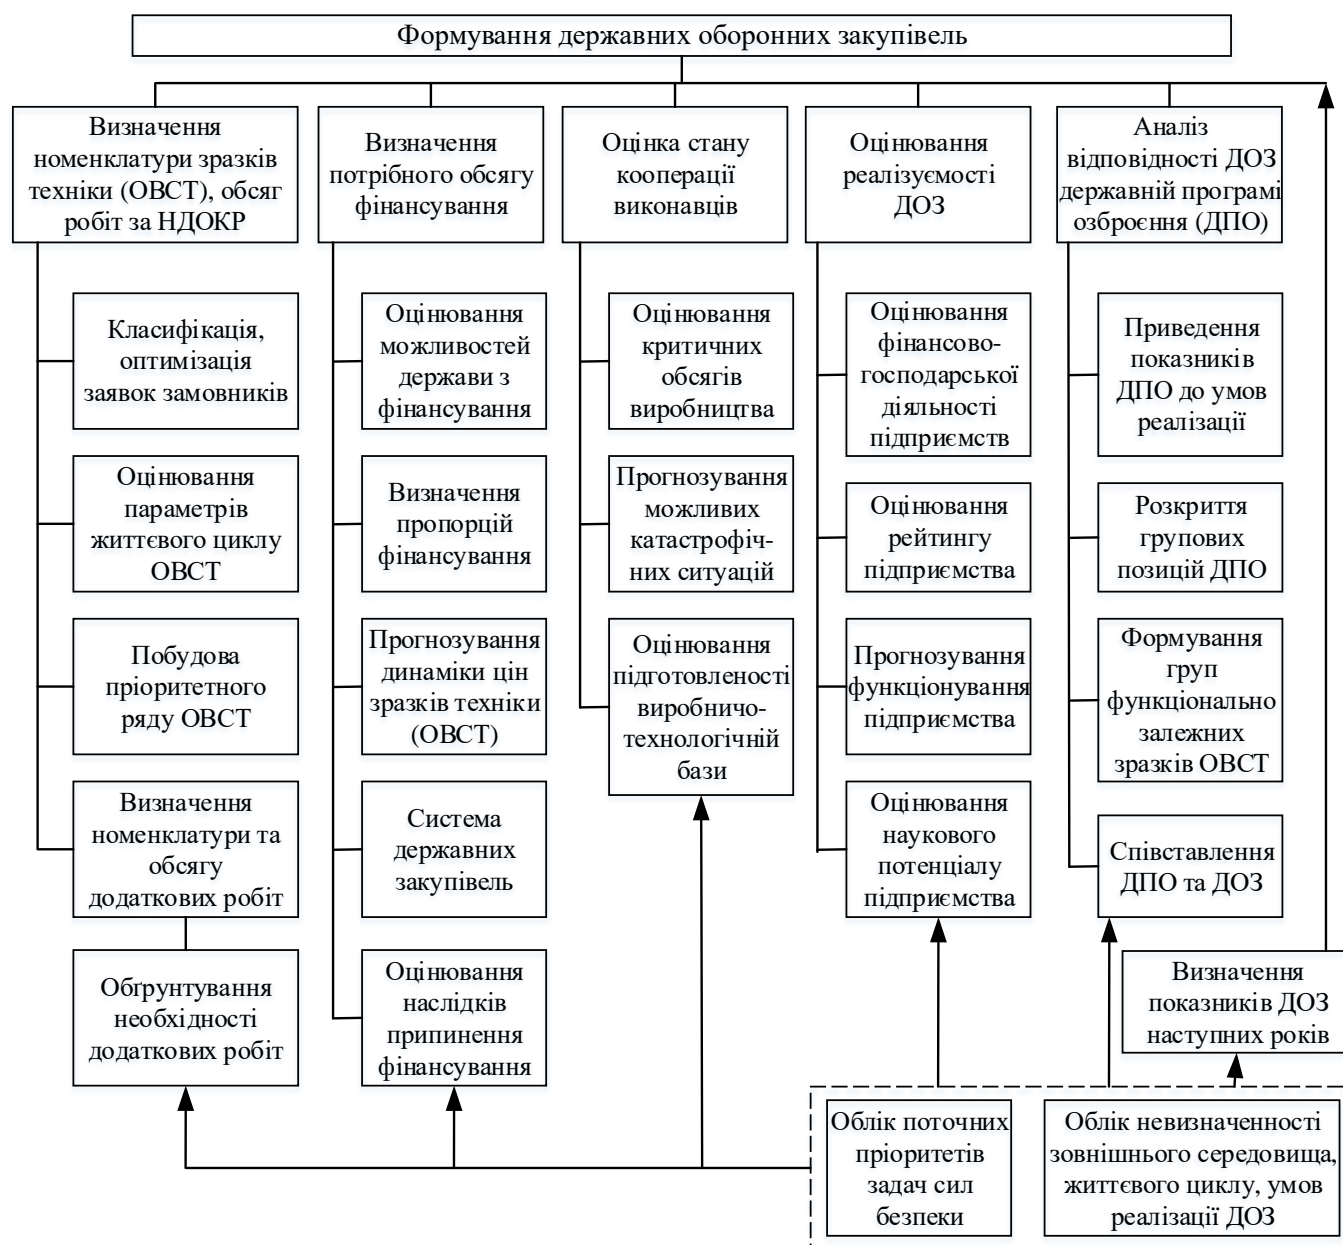 Формування державних оборонних закупівель
Визначення
номенклатури зразків
техніки (ОВСТ), обсяг
робіт за НДОКР
Визначення
потрібного обсягу
фінансування
Оцінка стану
кооперації
виконавців
Оцінювання
реалізуємості
ДОЗ
Аналіз
відповідності ДОЗ
державній програмі
озброєння (ДПО)
Класифікація,
оптимізація
заявок замовників
Оцінювання
параметрів
життєвого циклу
ОВСТ
Побудова
пріоритетного
ряду ОВСТ
Визначення
номенклатури та
обсягу
додаткових робіт
Обґрунтування
необхідності
додаткових робіт
Оцінювання
можливостей
держави з
фінансування
Визначення
пропорцій
фінансування
Прогнозування
динаміки цін
зразків техніки
(ОВСТ)
Система
державних
закупівель
Оцінювання
наслідків
припинення
фінансування
Оцінювання
критичних
обсягів
виробництва
Прогнозування
можливих
катастрофіч-
них ситуацій
Оцінювання
підготовленості
виробничо-
технологічній
бази
Оцінювання
фінансово-
господарської
діяльності
підприємств
Оцінювання
рейтингу
підприємства
Прогнозування
функціонування
підприємства
Оцінювання
наукового
потенціалу
підприємства
Приведення
показників
ДПО до умов
реалізації
Розкриття
групових
позицій ДПО
Формування
груп
функціонально
залежних
зразків ОВСТ
Співставлення
ДПО та ДОЗ
Визначення
показників ДОЗ
наступних років
Облік поточних
пріоритетів
задач сил
безпеки
Облік невизначенності
зовнішнього середовища,
життєвого циклу, умов
реалізації ДОЗ